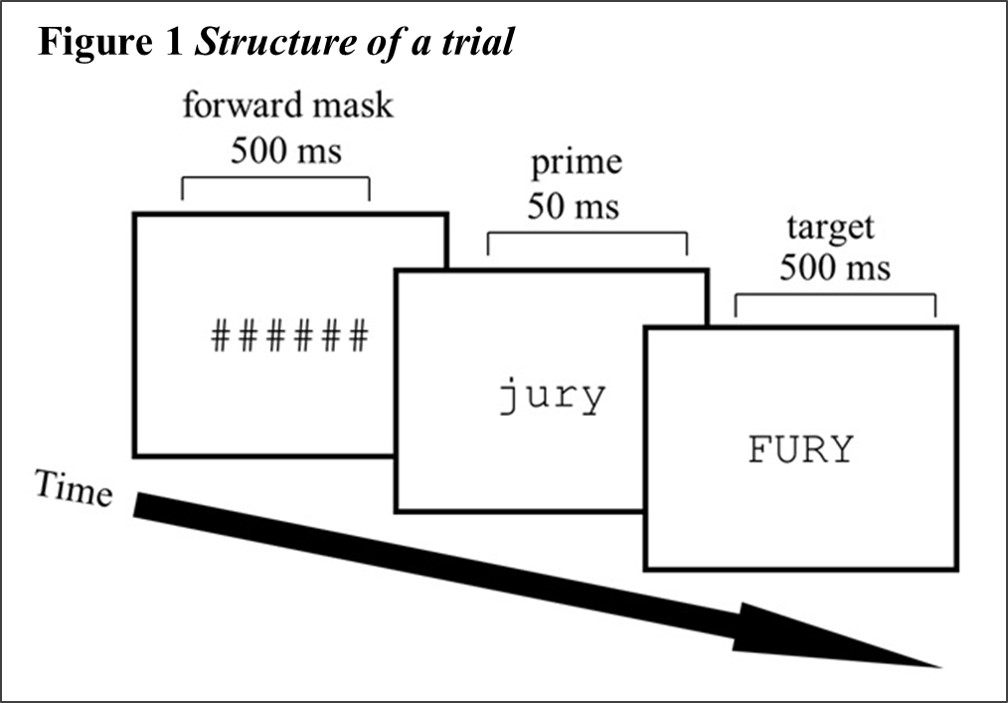 Figure 1 Structure of a trial
forward mask
500 ms
prime
50 ms
target
500 ms
######
jury
FURY
Time